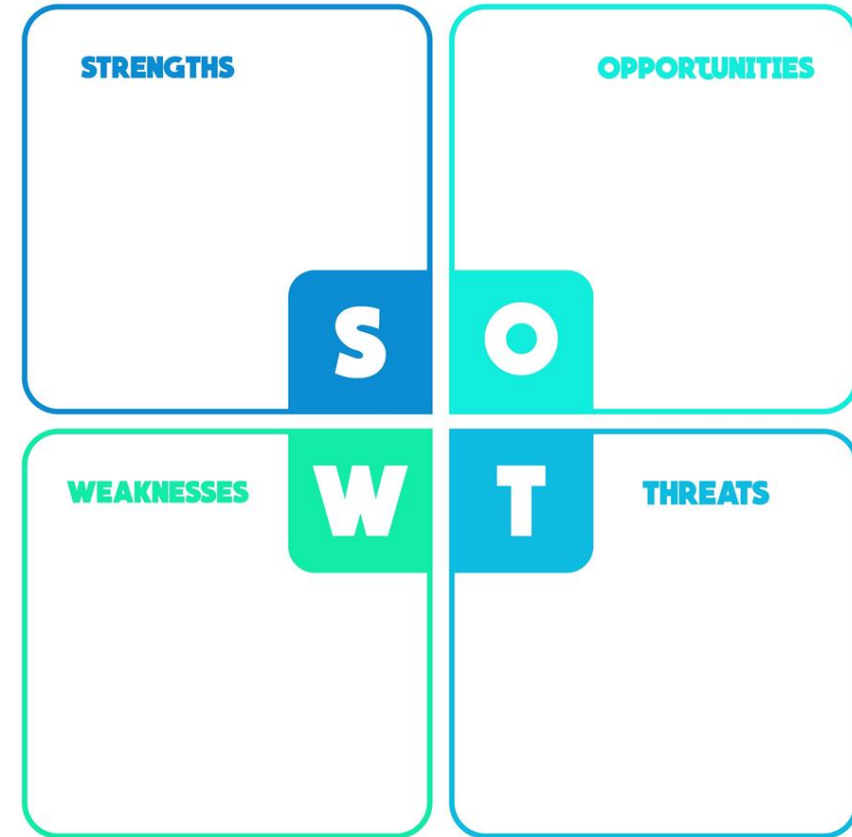 STRENGTHS
OPPORTUNITIES
S
O
W
T
WEAKNESSES
THREATS